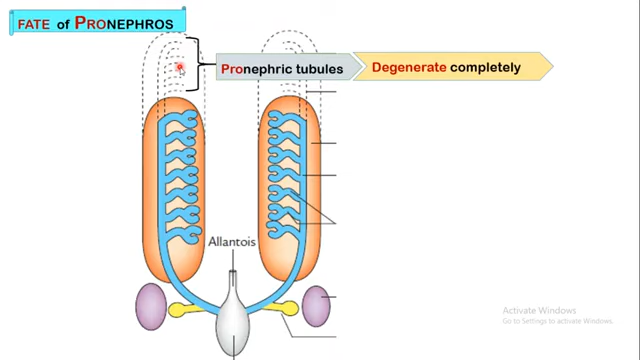 FATE of PRONEPHROS
Pronephric tubules
Degenerate completely
Allantois
Activate Windows
Go to Settings to activate Windows.